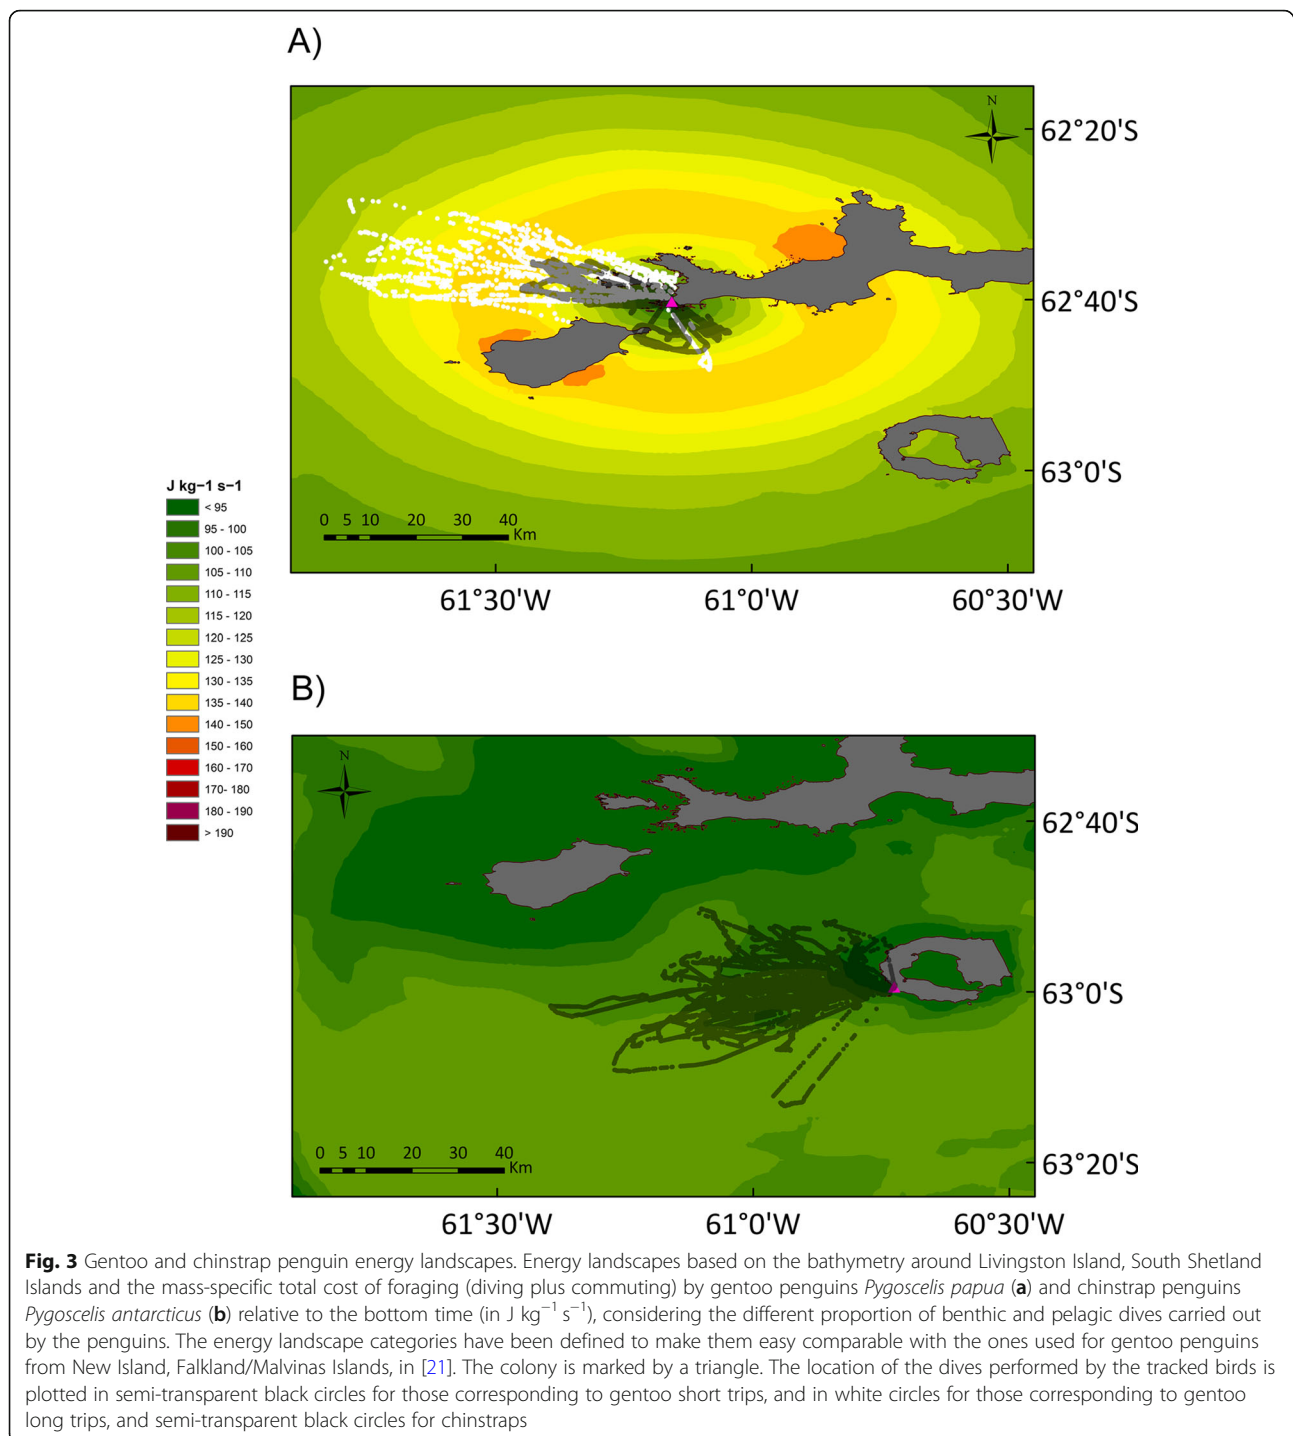 A)
N
62°20'S
62°40'S
63°0'S
0 5 10 20 30 40
Km
61°30'W 61°0'W 60°30'W
J kg−1 s−1
< 95
95 - 100
100 - 105
105 - 110
110 - 115
115 - 120
120 - 125
125 - 130
130 - 135
135 - 140
140 - 150
150 - 160
160 - 170
170- 180
180 - 190
> 190
B)
N
62°40'S
63°0'S
63°20'S
0 5 10 20 30 40
Km
61°30'W 61°0'W 60°30'W
Fig. 3 Gentoo and chinstrap penguin energy landscapes. Energy landscapes based on the bathymetry around Livingston Island, South Shetland
Islands and the mass-specific total cost of foraging (diving plus commuting) by gentoo penguins Pygoscelis papua (a) and chinstrap penguins
Pygoscelis antarcticus (b) relative to the bottom time (in J kg⁻¹ s⁻¹), considering the different proportion of benthic and pelagic dives carried out
by the penguins. The energy landscape categories have been defined to make them easy comparable with the ones used for gentoo penguins
from New Island, Falkland/Malvinas Islands, in [21]. The colony is marked by a triangle. The location of the dives performed by the tracked birds is
plotted in semi-transparent black circles for those corresponding to gentoo short trips, and in white circles for those corresponding to gentoo
long trips, and semi-transparent black circles for chinstraps